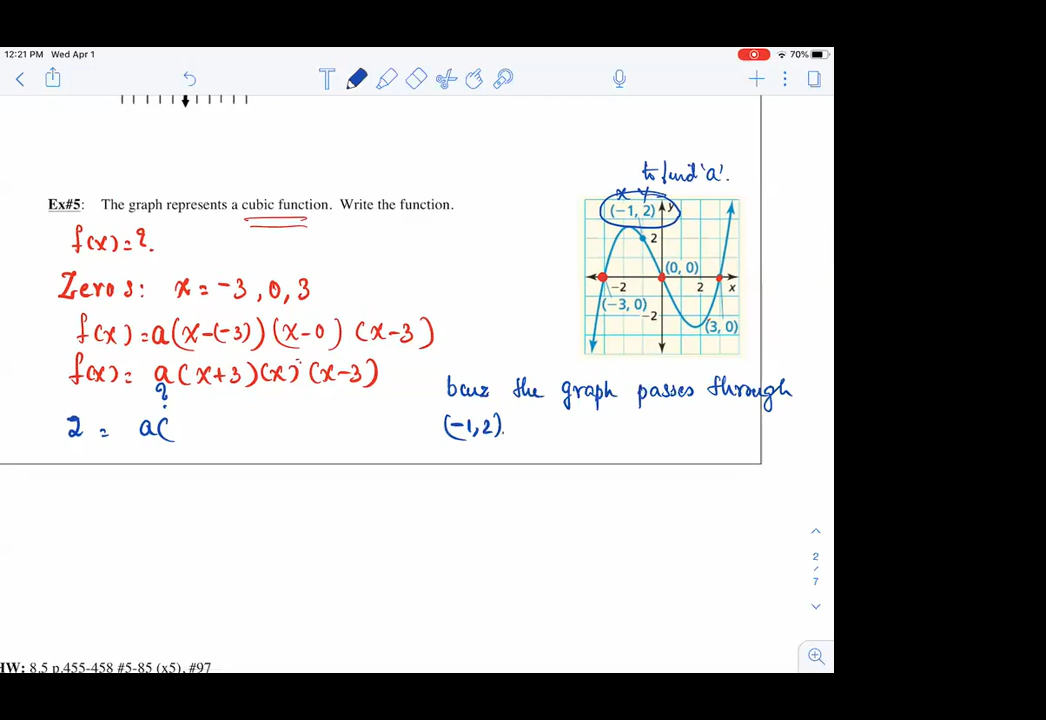 12:21 PM Wed Apr 1
70%
T
to find 'a'.
x y
Ex#5: The graph represents a cubic function. Write the function.
(-1, 2)
y
f(x)=?.
2
(0, 0)
Zeros: x = -3, 0, 3
-2
2
x
(-3, 0)
-2
(3, 0)
f(x)=a(x-(-3))(x-0)(x-3)
f(x)= a(x+3)(x)(x-3)
?
bcuz the graph passes through
2 = a(
(-1,2).
2
/
7
HW: 8.5 p.455-458 #5-85 (x5), #97